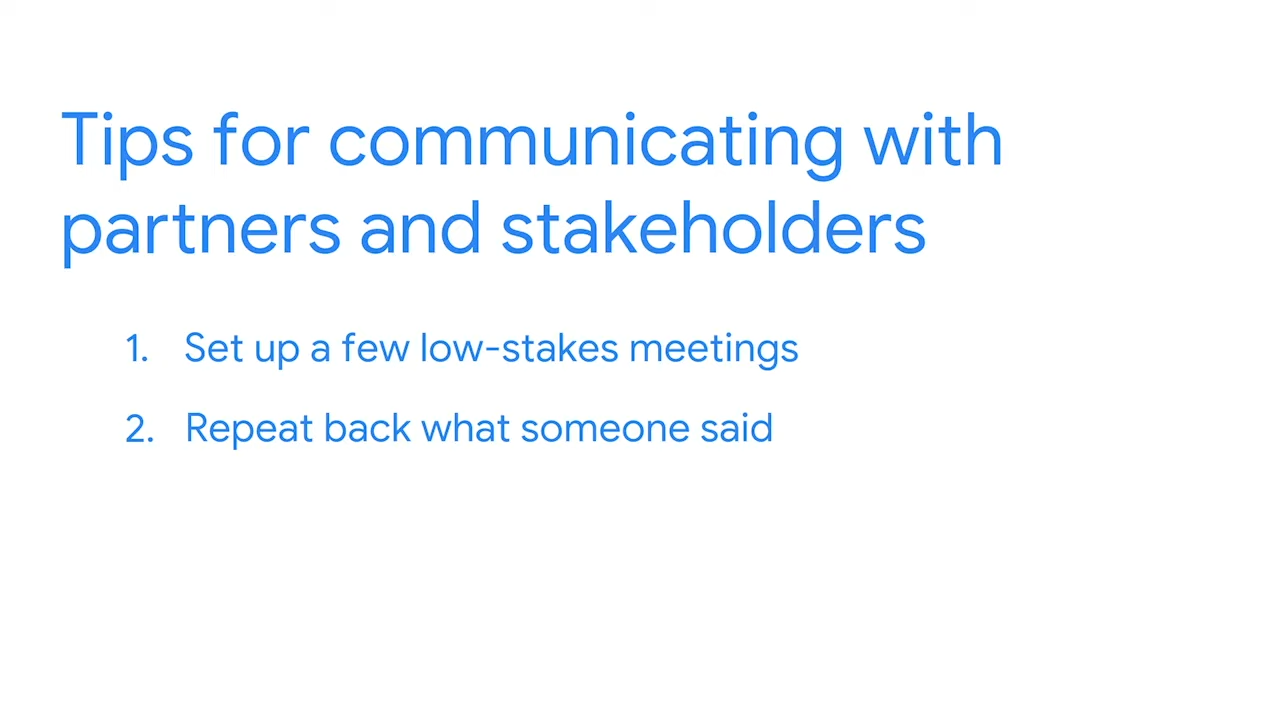 Tips for communicating with
partners and stakeholders
1. Set up a few low-stakes meetings
2. Repeat back what someone said